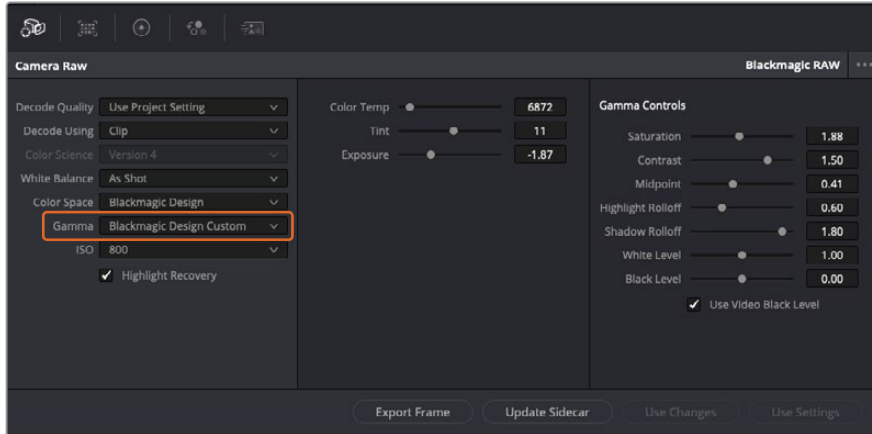 Camera Raw Blackmagic RAW
Decode Quality Use Project Setting
Decode Using Clip
Color Science Version 4
White Balance As Shot
Color Space Blackmagic Design
Gamma Blackmagic Design Custom
ISO 800
Highlight Recovery
Color Temp 6872
Tint 11
Exposure -1.87
Gamma Controls
Saturation 1.88
Contrast 1.50
Midpoint 0.41
Highlight Rolloff 0.60
Shadow Rolloff 1.80
White Level 1.00
Black Level 0.00
Use Video Black Level
Export Frame Update Sidecar Use Changes Use Settings